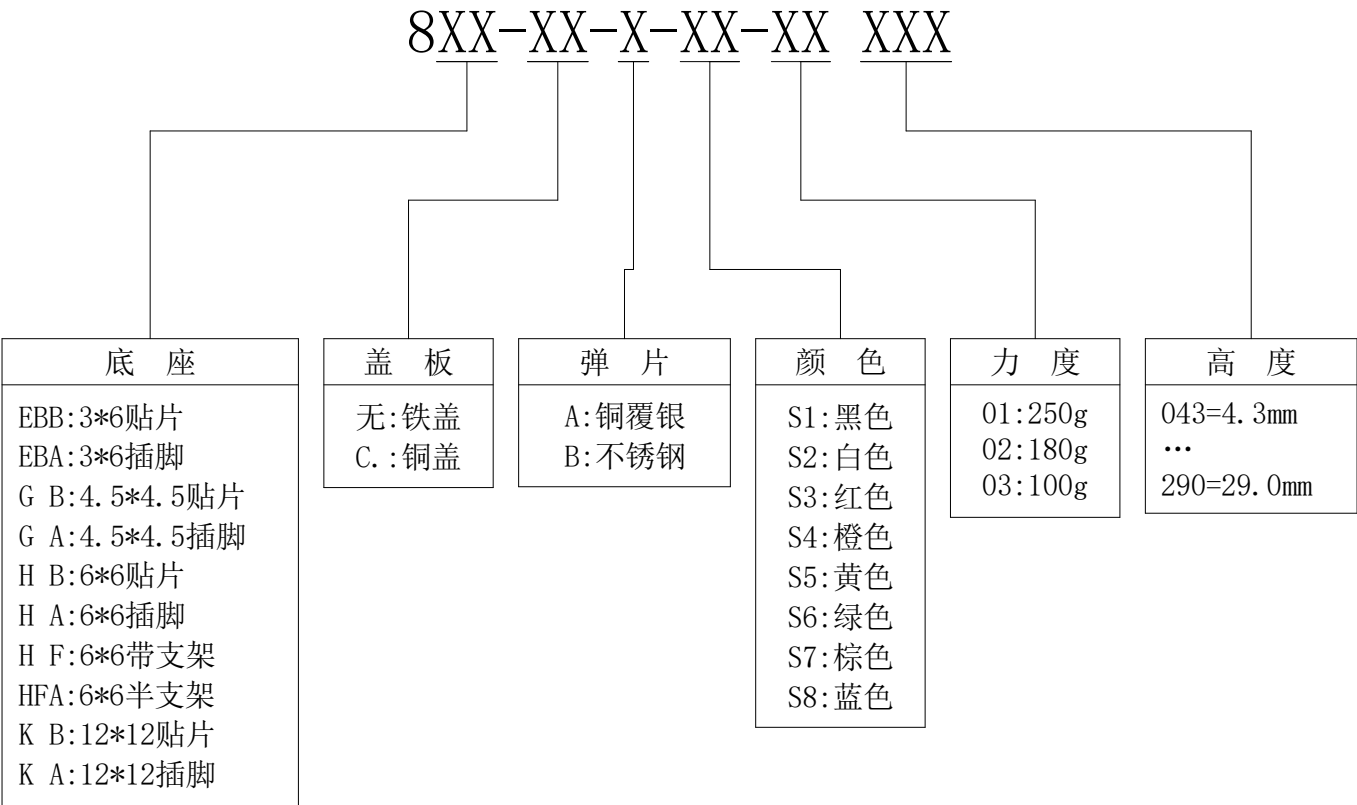 8XX-XX-X-XX-XX XXX
底 座
EBB:3*6贴片
EBA:3*6插脚
G B:4.5*4.5贴片
G A:4.5*4.5插脚
H B:6*6贴片
H A:6*6插脚
H F:6*6带支架
HFA:6*6半支架
K B:12*12贴片
K A:12*12插脚
盖 板
无:铁盖
C.:铜盖
弹 片
A:铜覆银
B:不锈钢
颜 色
S1:黑色
S2:白色
S3:红色
S4:橙色
S5:黄色
S6:绿色
S7:棕色
S8:蓝色
力 度
01:250g
02:180g
03:100g
高 度
043=4.3mm
…
290=29.0mm